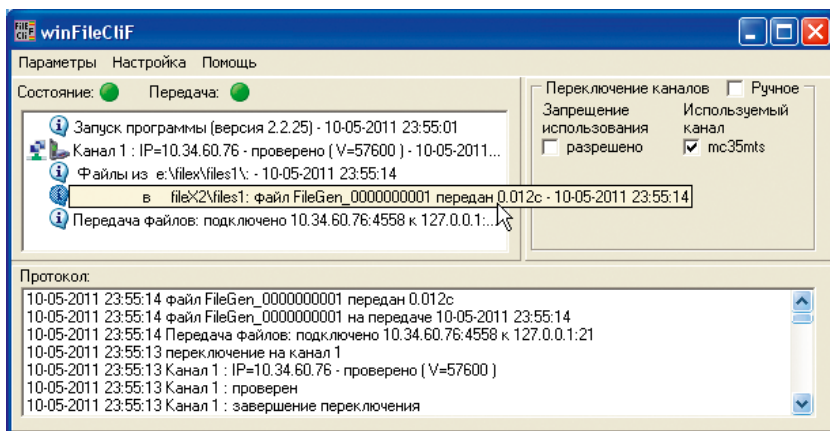 FILE CLIF winFileCliF
Параметры Настройка Помощь
Состояние: Передача:
Запуск программы (версия 2.2.25) - 10-05-2011 23:55:01
Канал 1 : IP=10.34.60.76 - проверено ( V=57600 ) - 10-05-2011...
Файлы из e:\filex\files1\: - 10-05-2011 23:55:14
в fileX2\files1: файл FileGen_0000000001 передан 0.012с - 10-05-2011 23:55:14
Передача файлов: подключено 10.34.60.76:4558 к 127.0.0.1:...
Переключение каналов Ручное
Запрещение использования
разрешено
Используемый канал
mc35mts
Протокол:
10-05-2011 23:55:14 файл FileGen_0000000001 передан 0.012с
10-05-2011 23:55:14 файл FileGen_0000000001 на передаче 10-05-2011 23:55:14
10-05-2011 23:55:14 Передача файлов: подключено 10.34.60.76:4558 к 127.0.0.1:21
10-05-2011 23:55:13 переключение на канал 1
10-05-2011 23:55:13 Канал 1 : IP=10.34.60.76 - проверено ( V=57600 )
10-05-2011 23:55:13 Канал 1 : проверен
10-05-2011 23:55:13 Канал 1 : завершение переключения